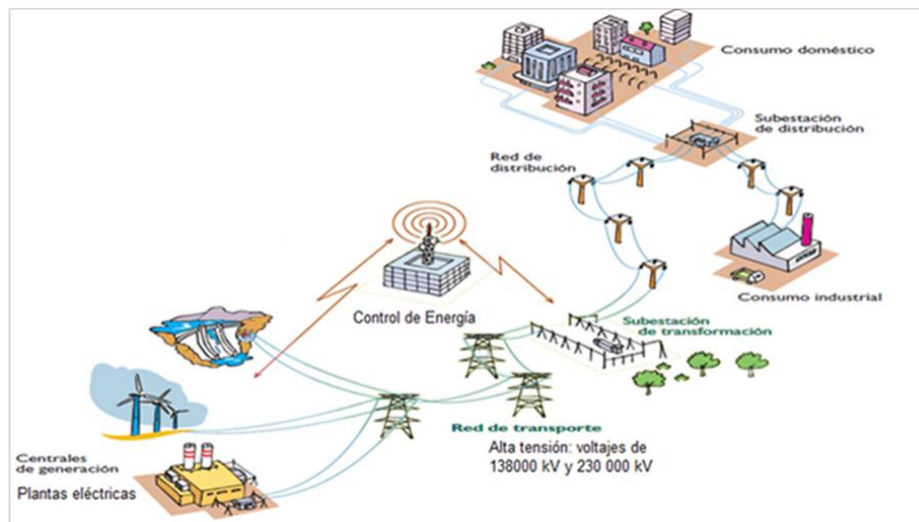 Consumo doméstico
Subestación
de distribución
Red de
distribución
Consumo industrial
Control de Energía
Subestación
de transformación
Red de transporte
Alta tensión: voltajes de
138000 kV y 230 000 kV
Centrales
de generación
Plantas eléctricas